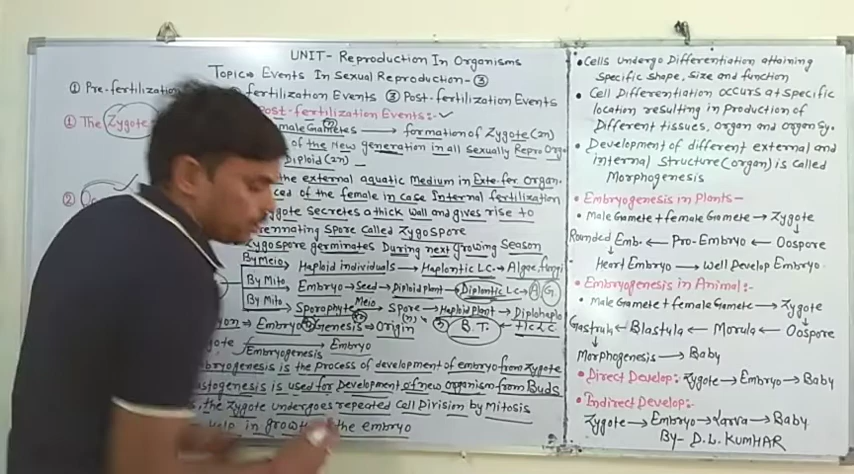 UNIT- Reproduction In Organisms
Topic→ Events In Sexual Reproduction-③
① Pre-fertilization fertilization Events ③ Post-fertilization Events
Post-fertilization Events:-
① The Zygote
male Gametes → formation of Zygote(2n)
of the New generation in all sexually Repro Org.
Diploid(2n)
②
the external aquatic Medium in Exte.fer Organ.
of the female in case Internal fertilization
Zygote secretes a thick wall and gives rise to
Spore Called Zygospore
Zygospore germinates During next growing Season
By Meio → Haploid individuals → Haplontic L.C. → Algae, fungi
By Mito → Embryo → Seed → Diploid plant → Diplontic L.C → A G
By Mito → Sporophyte Meio → Spore (n) → Haploid plant → Diplohaplo
Embryo Genesis → Origin B.T.
Embryogenesis Embryo
is the process of development of embryo from Zygote
is used for Development of new organism from Buds
the Zygote undergoes repeated Cell Division by Mitosis
help in growth the embryo
• Cells undergo Differentiation attaining
specific shape, size and function
• Cell Differentiation occurs at specific
location resulting in Production of
Different tissues, organ and organ sy.
• Development of different external and
internal Structure (organ) is called
Morphogenesis
• Embryogenesis in Plants-
• Male Gamete + female Gamete → Zygote
Rounded Emb. ← Pro-Embryo ← Oospore
Heart Embryo → Well Develop Embryo
• Embryogenesis in Animal:-
• Male Gamete + female Gamete → Zygote
Gastrula ← Blastula ← Morula ← Oospore
Morphogenesis → Baby
• Direct Develop: Zygote → Embryo → Baby
• Indirect Develop:-
Zygote → Embryo → Larva → Baby
By- D.L. KUMHAR